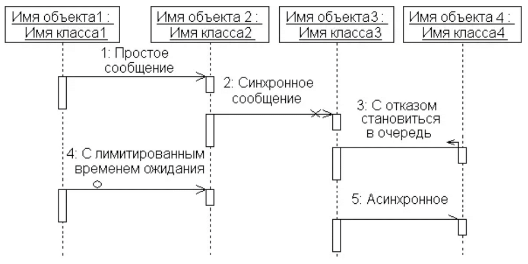 Имя объекта1 :
Имя класса1
Имя объекта 2 :
Имя класса2
Имя объекта3 :
Имя класса3
Имя объекта 4 :
Имя класса4
1: Простое
сообщение
2: Синхронное
сообщение
3: С отказом
становиться
в очередь
4: С лимитированным
временем ожидания
5: Асинхронное